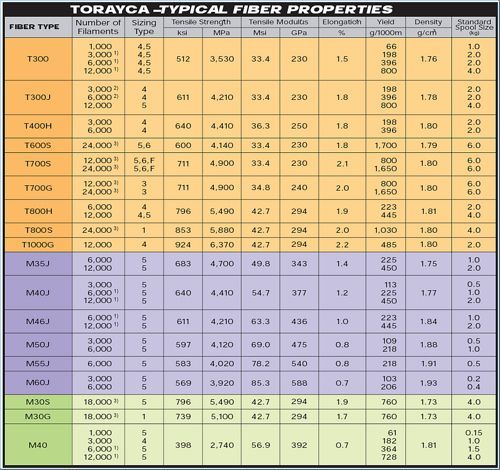 TORAYCA -TYPICAL FIBER PROPERTIES
FIBER TYPE Number of Filaments Sizing Type Tensile Strength Tensile Modulus Elongation Yield Density Standard Spool Size
ksi MPa Msi GPa % g/1000m g/cm³ (kg)
T300 512 3,530 33.4 230 1.5 1.76
1,000 4,5 66 1.0
3,000 1) 4,5 198 2.0
6,000 1) 4,5 396 2.0
12,000 1) 4,5 800 4.0
T300J 611 4,210 33.4 230 1.8 1.78
3,000 2) 4 198 2.0
6,000 2) 4 396 2.0
12,000 5 800 4.0
T400H 640 4,410 36.3 250 1.8 1.80
3,000 4 198 2.0
6,000 4 396 2.0
T600S 24,000 3) 5,6 600 4,140 33.4 230 1.8 1,700 1.79 6.0
T700S 711 4,900 33.4 230 2.1 1.80
12,000 3) 5,6,F 800 6.0
24,000 3) 5,6,F 1,650 6.0
T700G 711 4,900 34.8 240 2.0 1.80
12,000 3) 3 800 6.0
24,000 3) 3 1,650 6.0
T800H 796 5,490 42.7 294 1.9 1.81
6,000 4 223 2.0
12,000 4,5 445 4.0
T800S 24,000 3) 1 853 5,880 42.7 294 2.0 1,030 1.80 4.0
T1000G 12,000 4 924 6,370 42.7 294 2.2 485 1.80 2.0
M35J 683 4,700 49.8 343 1.4 1.75
6,000 5 225 1.0
12,000 1) 5 450 2.0
M40J 640 4,410 54.7 377 1.2 1.77
3,000 5 113 0.5
6,000 1) 5 225 1.0
12,000 1) 5 450 2.0
M46J 611 4,210 63.3 436 1.0 1.84
6,000 1) 5 223 1.0
12,000 1) 5 445 2.0
M50J 597 4,120 69.0 475 0.8 1.88
3,000 5 109 0.5
6,000 5 218 1.0
M55J 6,000 5 583 4,020 78.2 540 0.8 218 1.91 0.5
M60J 569 3,920 85.3 588 0.7 1.93
3,000 5 103 0.2
6,000 5 206 0.4
M30S 18,000 3) 5 796 5,490 42.7 294 1.9 760 1.73 4.0
M30G 18,000 3) 1 739 5,100 42.7 294 1.7 760 1.73 4.0
M40 398 2,740 56.9 392 0.7 1.81
1,000 5 61 0.15
3,000 4 182 1.0
6,000 1) 5 364 1.5
12,000 1) 5 728 4.0